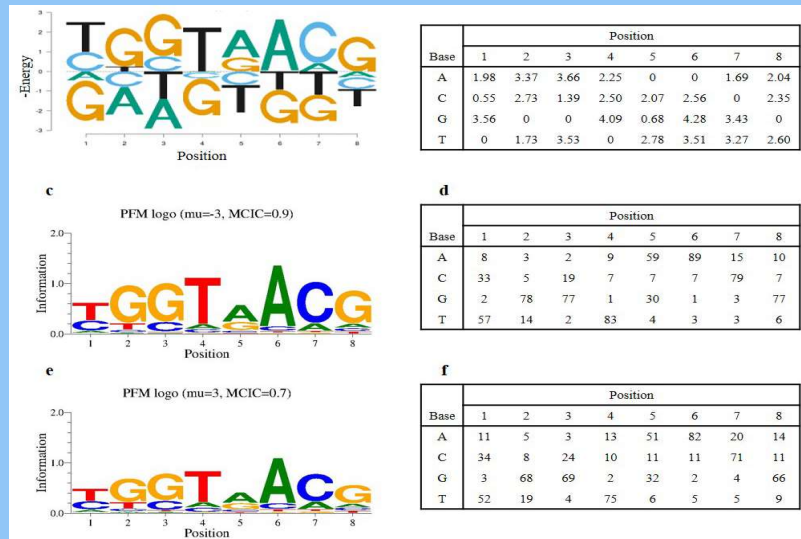 3
2
1
0
-1
-2
-3
-Energy
T G G T A A C G
1 2 3 4 5 6 7 8
Position
Position
Base 1 2 3 4 5 6 7 8
A 1.98 3.37 3.66 2.25 0 0 1.69 2.04
C 0.55 2.73 1.39 2.50 2.07 2.56 0 2.35
G 3.56 0 0 4.09 0.68 4.28 3.43 0
T 0 1.73 3.53 0 2.78 3.51 3.27 2.60
c
PFM logo (mu=-3, MCIC=0.9)
2.0
1.0
0.0
Information
T G G T A A C G
1 2 3 4 5 6 7 8
Position
d
Position
Base 1 2 3 4 5 6 7 8
A 8 3 2 9 59 89 15 10
C 33 5 19 7 7 7 79 7
G 2 78 77 1 30 1 3 77
T 57 14 2 83 4 3 3 6
e
PFM logo (mu=3, MCIC=0.7)
2.0
1.0
0.0
Information
T G G T A A C G
1 2 3 4 5 6 7 8
Position
f
Position
Base 1 2 3 4 5 6 7 8
A 11 5 3 13 51 82 20 14
C 34 8 24 10 11 11 71 11
G 3 68 69 2 32 2 4 66
T 52 19 4 75 6 5 5 9